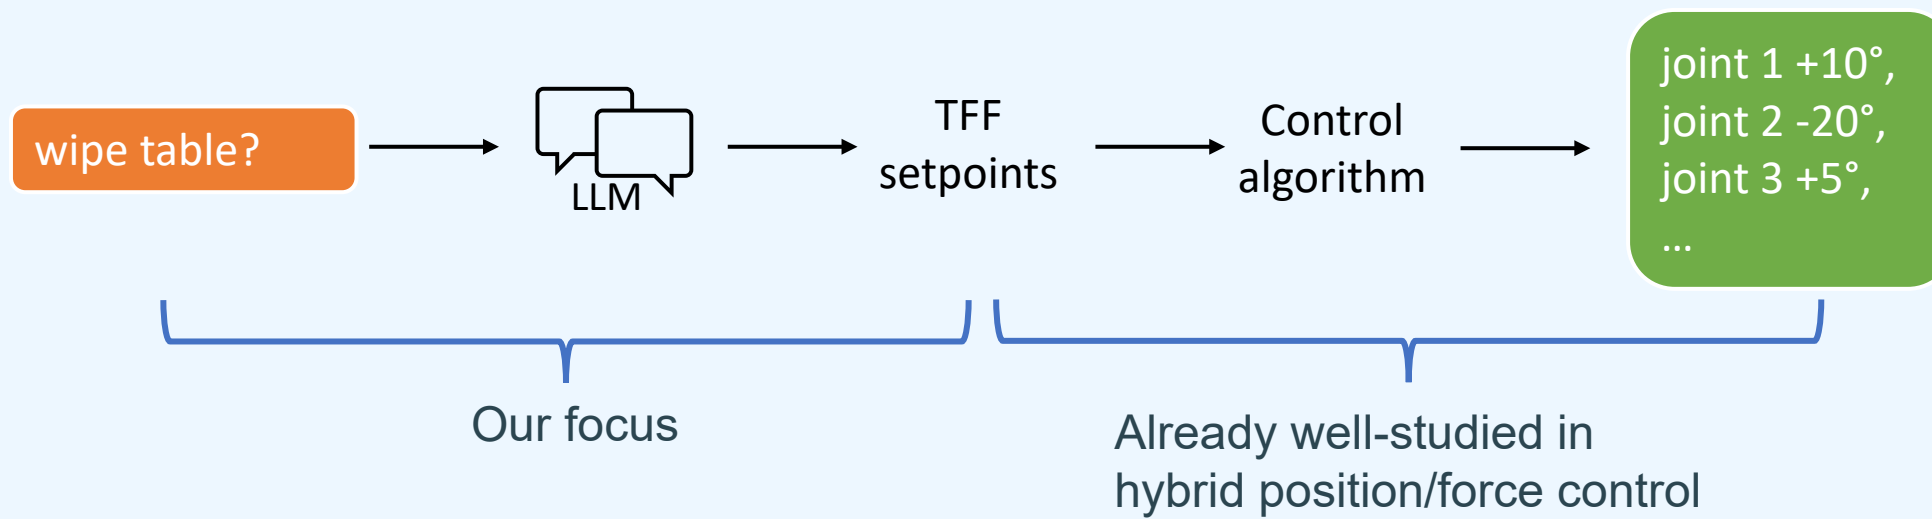 wipe table?
LLM
TFF
setpoints
Control
algorithm
joint 1 +10°,
joint 2 -20°,
joint 3 +5°,
...
Our focus
Already well-studied in
hybrid position/force control